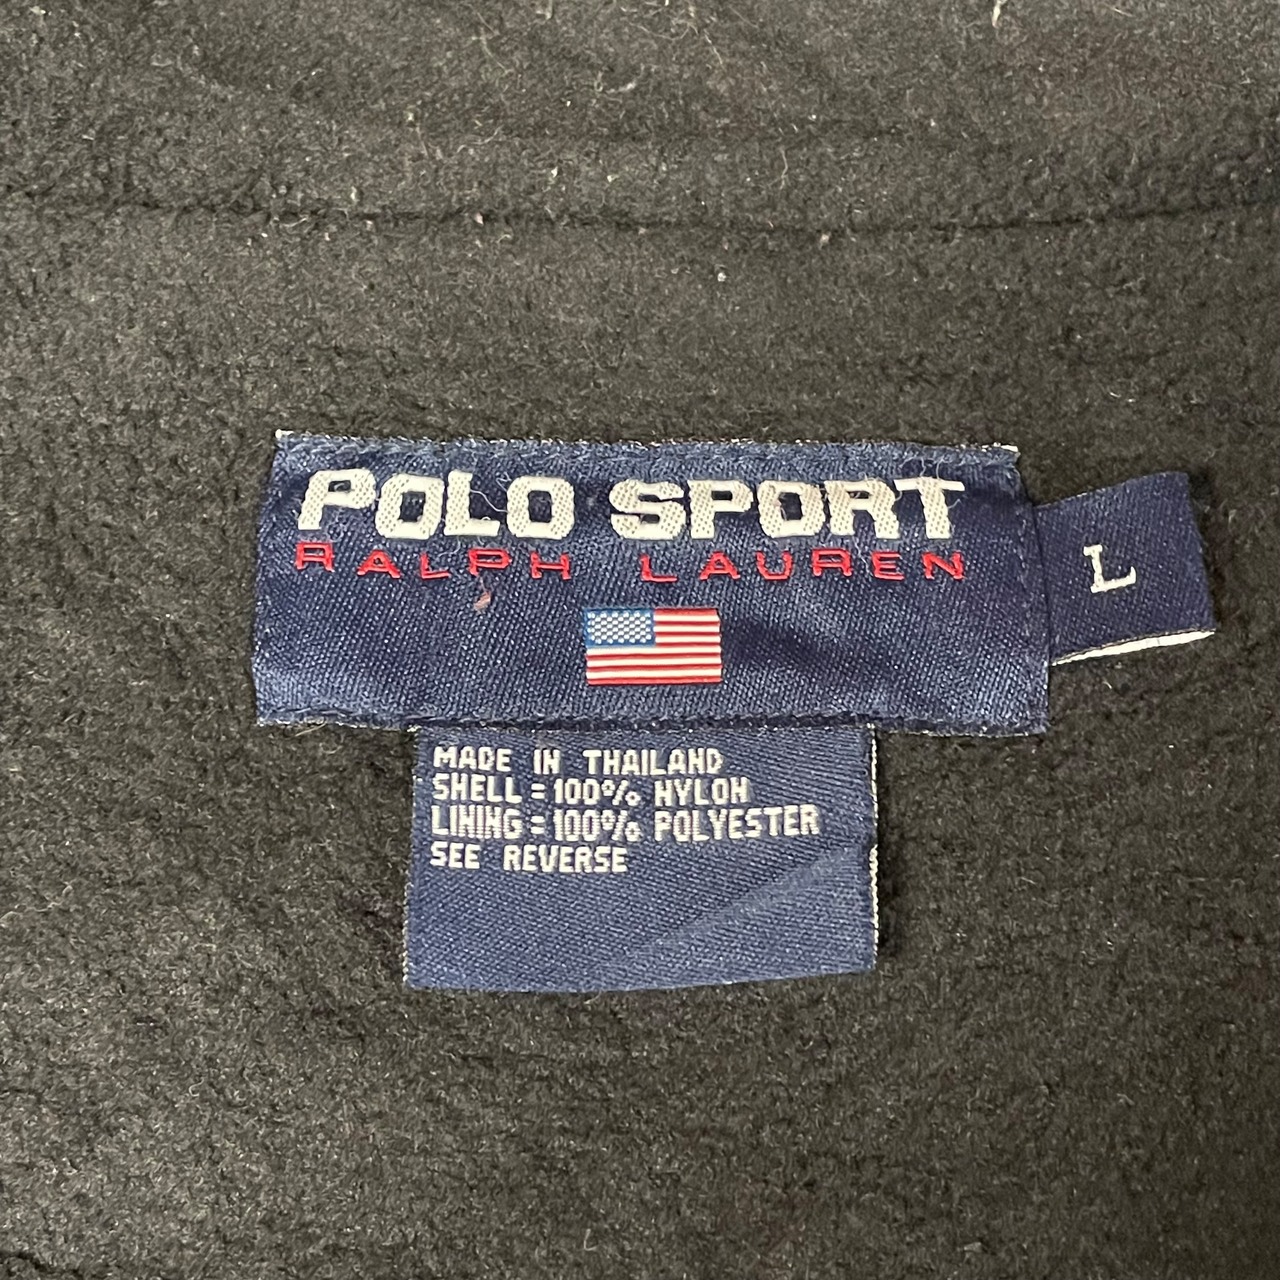 POLO SPORT
RALPH LAUREN
L
MADE IN THAILAND
SHELL = 100% NYLON
LINING = 100% POLYESTER
SEE REVERSE